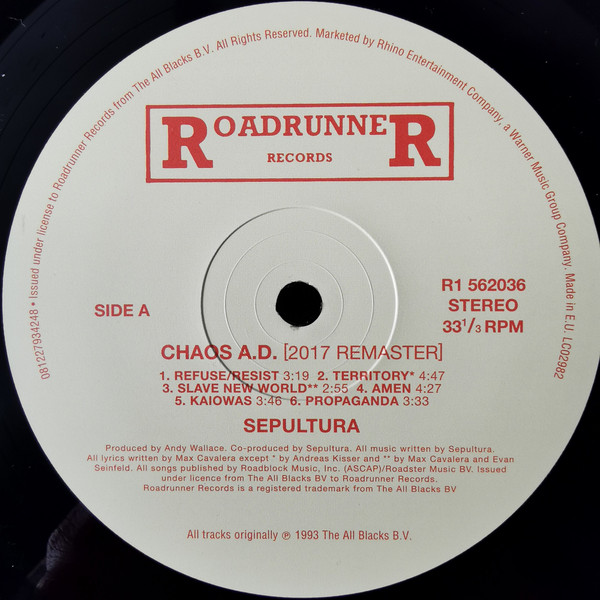 081227934248 • Issued under license to Roadrunner Records from The All Blacks B.V. All Rights Reserved. Marketed by Rhino Entertainment Company, a Warner Music Group Company. Made in E.U. LC02982
ROADRUNNER
RECORDS
SIDE A
R1 562036
STEREO
33¹/₃ RPM
CHAOS A.D. [2017 REMASTER]
1. REFUSE/RESIST 3:19 2. TERRITORY* 4:47
3. SLAVE NEW WORLD** 2:55 4. AMEN 4:27
5. KAIOWAS 3:46 6. PROPAGANDA 3:33
SEPULTURA
Produced by Andy Wallace. Co-produced by Sepultura. All music written by Sepultura.
All lyrics written by Max Cavalera except * by Andreas Kisser and ** by Max Cavalera and Evan
Seinfeld. All songs published by Roadblock Music, Inc. (ASCAP)/Roadster Music BV. Issued
under licence from The All Blacks BV to Roadrunner Records.
Roadrunner Records is a registered trademark from The All Blacks BV
All tracks originally ℗ 1993 The All Blacks B.V.